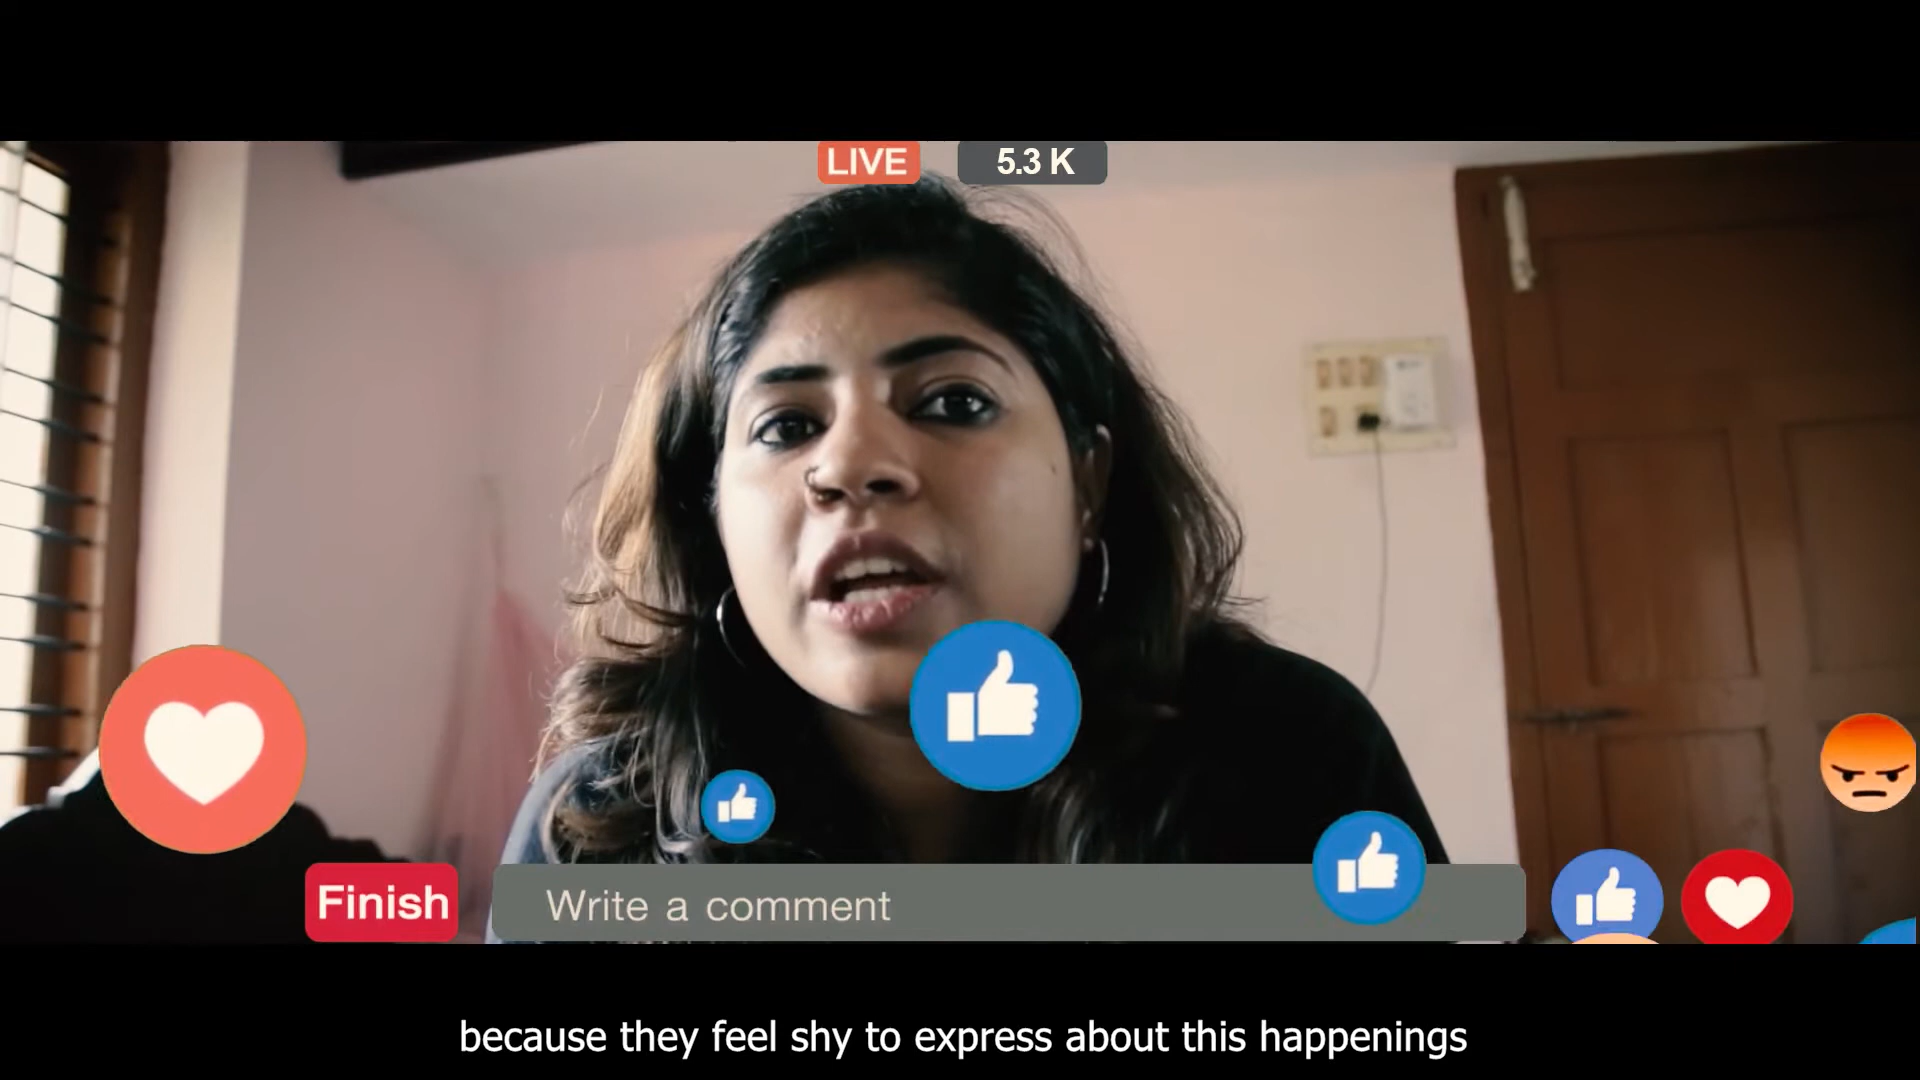 LIVE 5.3 K
Finish Write a comment
because they feel shy to express about this happenings